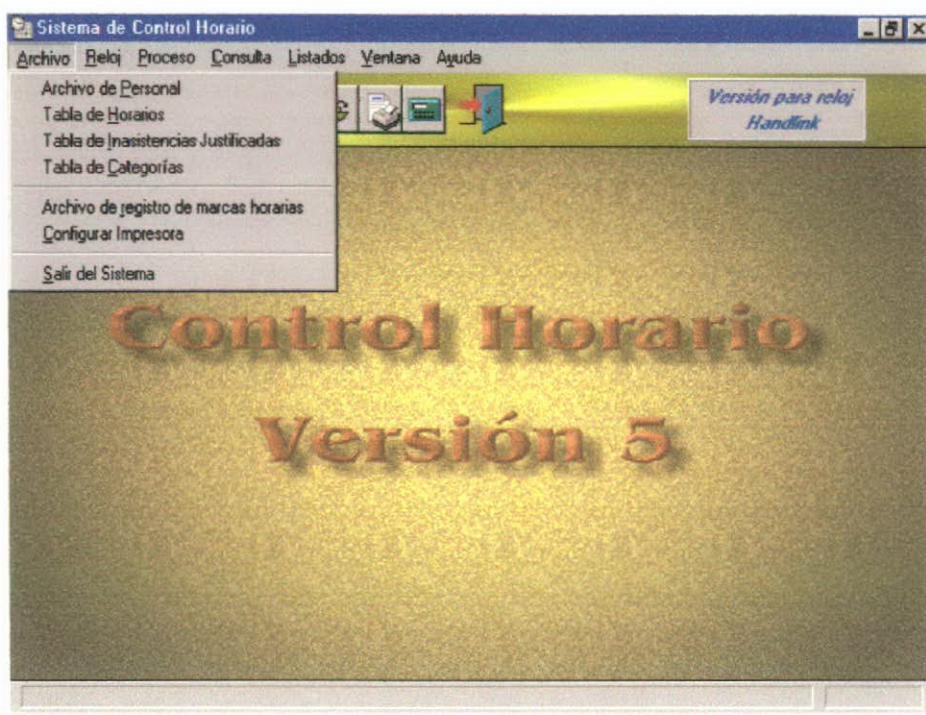 Sistema de Control Horario
Archivo Reloj Proceso Consulta Listados Ventana Ayuda
Archivo de Personal
Tabla de Horarios
Tabla de Inasistencias Justificadas
Tabla de Categorías
Archivo de registro de marcas horarias
Configurar Impresora
Salir del Sistema
Versión para reloj
Handlink
Control Horario
Versión 5